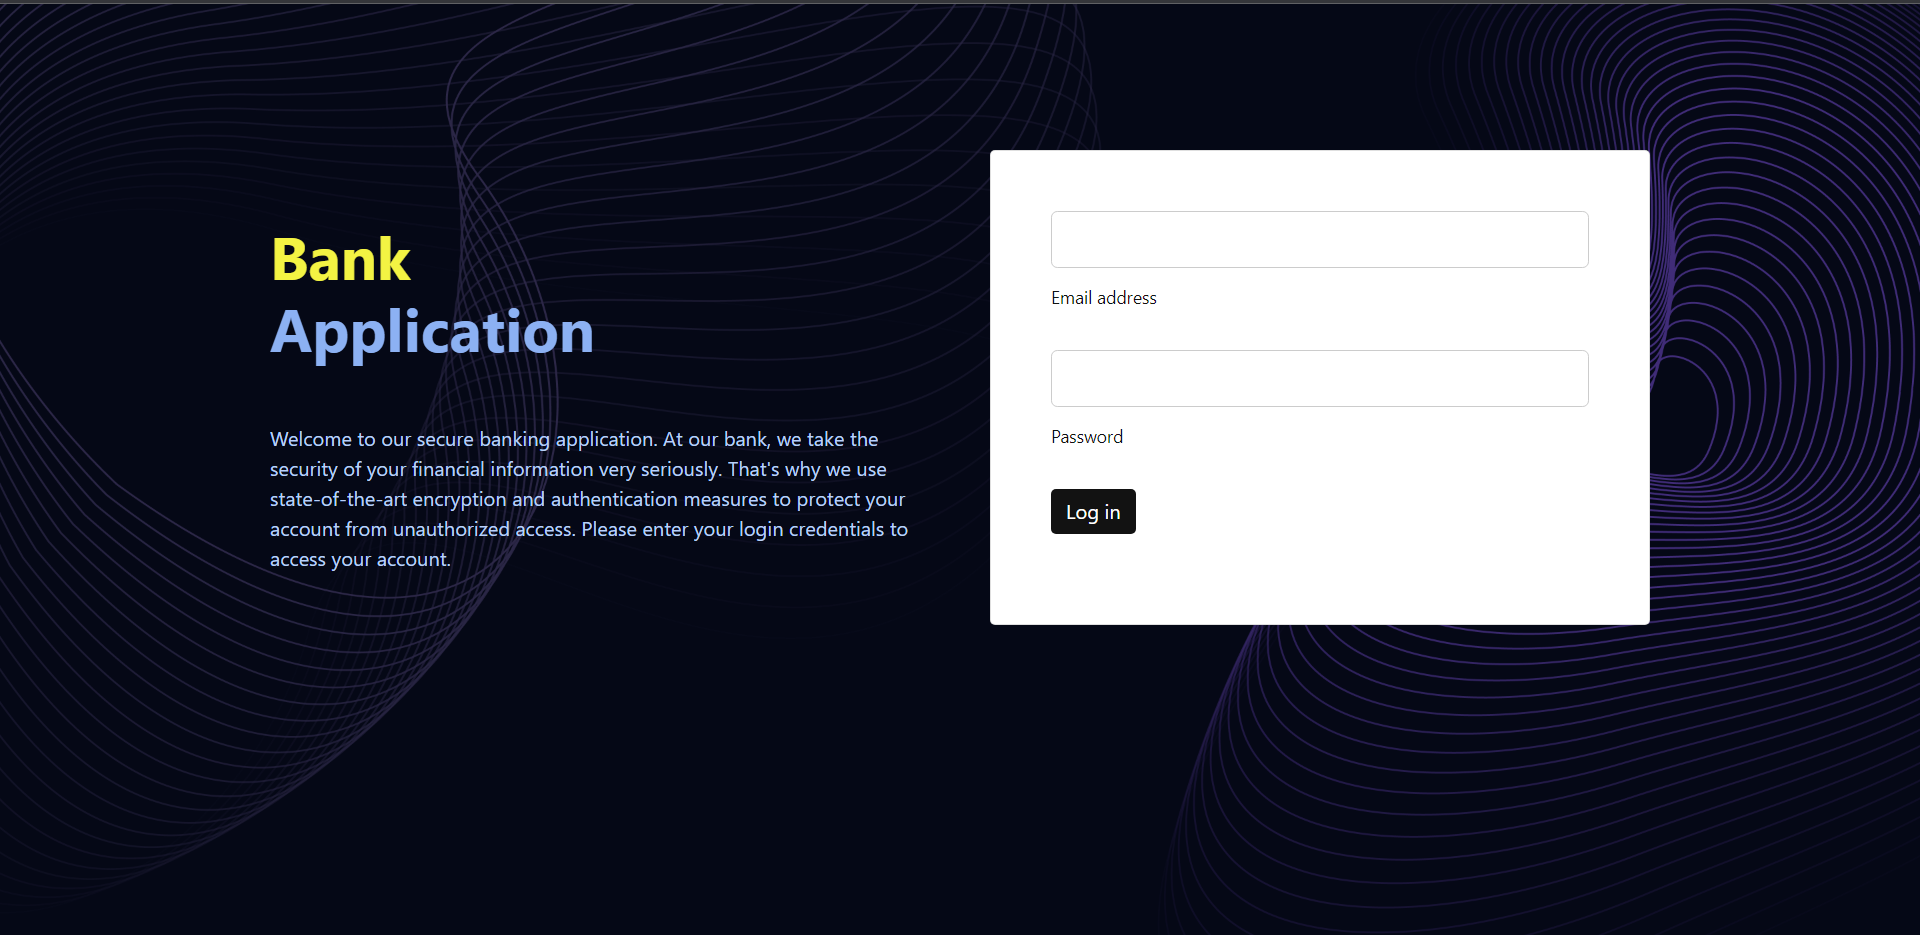 Bank
Application
Welcome to our secure banking application. At our bank, we take the
security of your financial information very seriously. That's why we use
state-of-the-art encryption and authentication measures to protect your
account from unauthorized access. Please enter your login credentials to
access your account.
Email address
Password
Log in